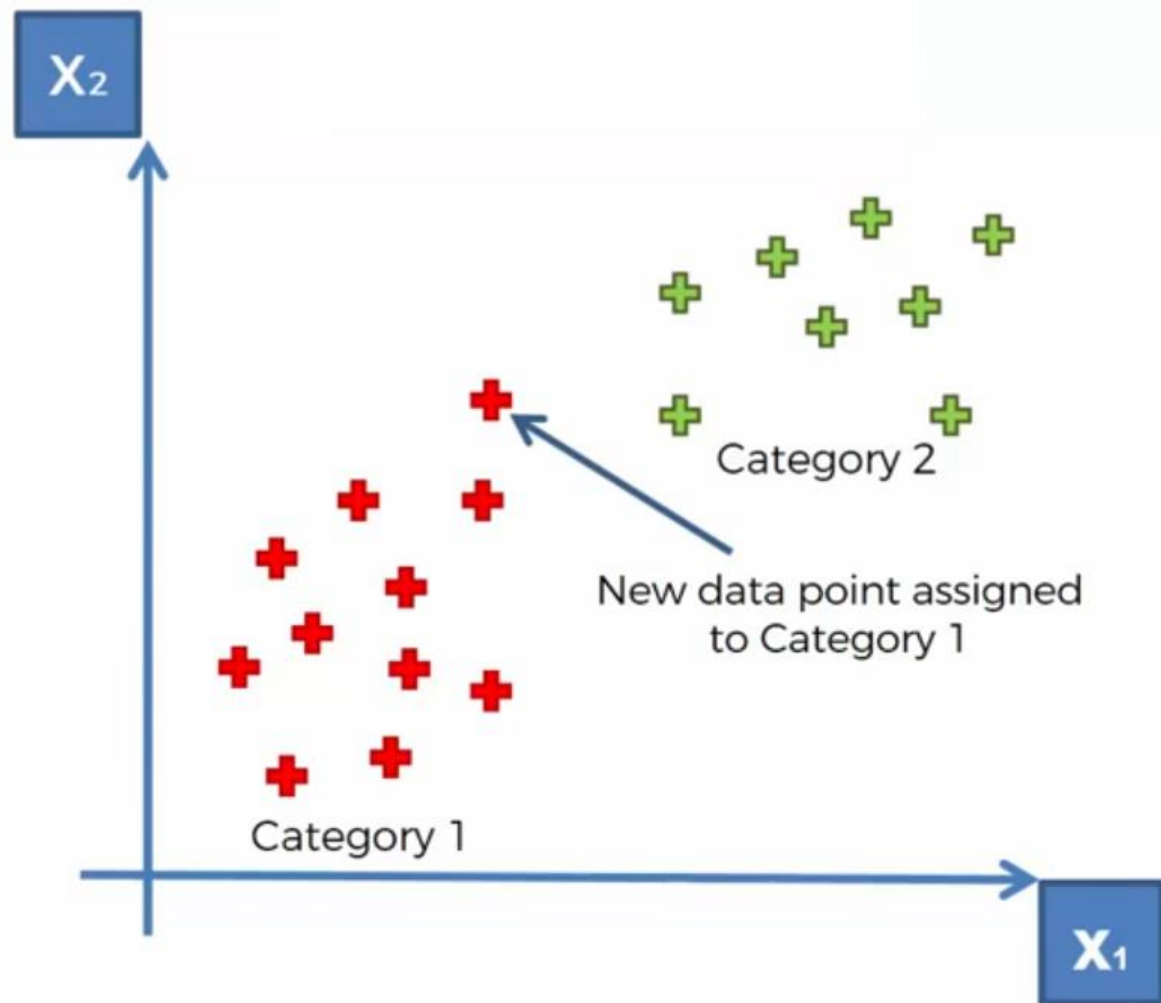 X₂
Category 2
New data point assigned
to Category 1
Category 1
X₁